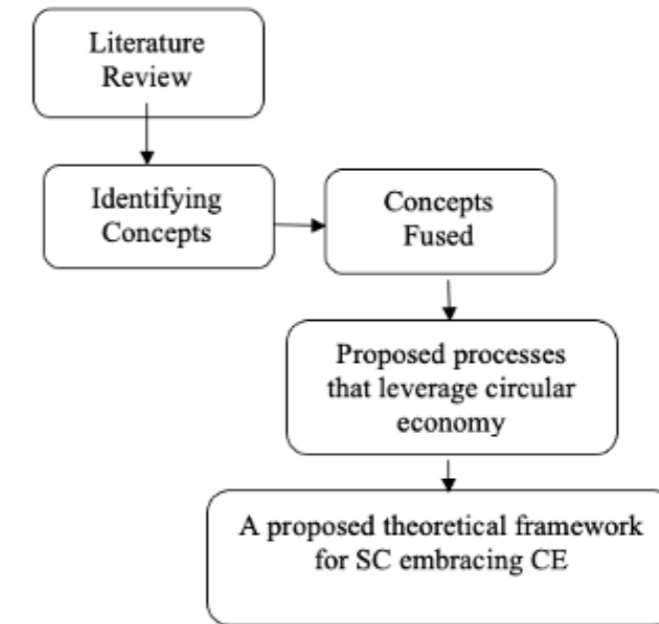 Literature
Review
Identifying
Concepts
Concepts
Fused
Proposed processes
that leverage circular
economy
A proposed theoretical framework
for SC embracing CE